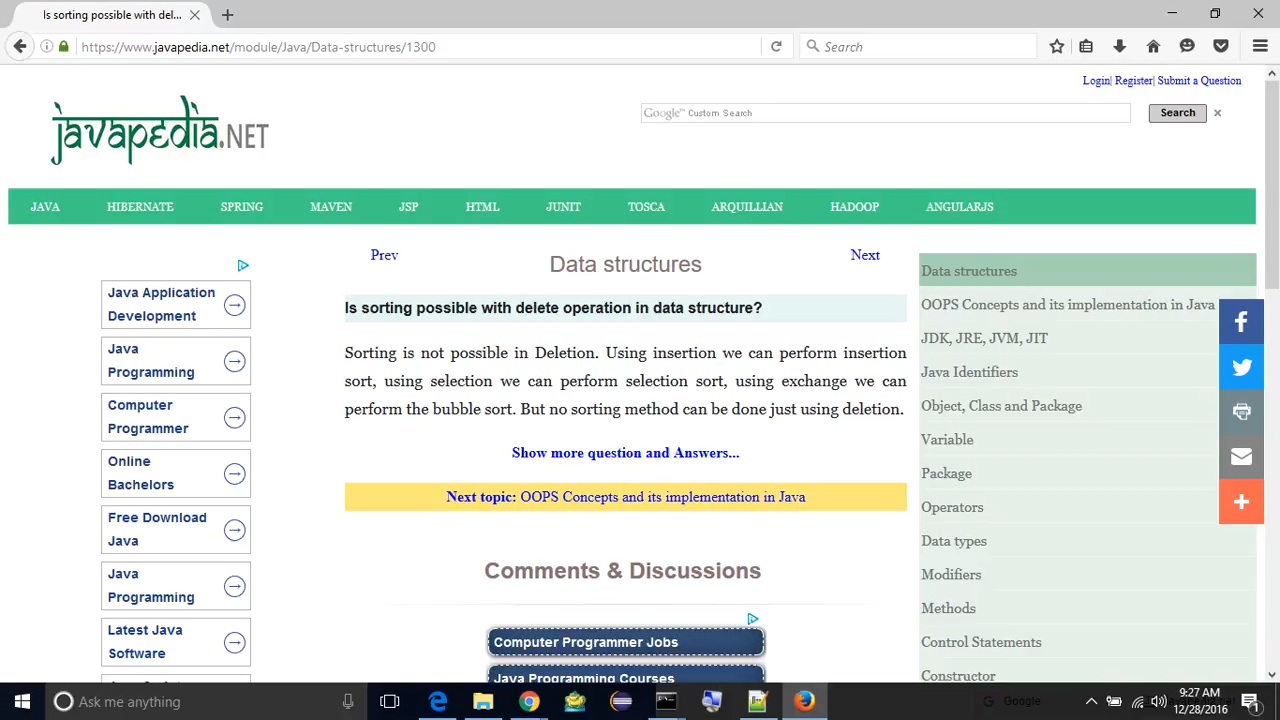 Is sorting possible with del...
https://www.javapedia.net/module/Java/Data-structures/1300
Search
Login| Register| Submit a Question
javapedia.NET
Google™ Custom Search
Search
JAVA HIBERNATE SPRING MAVEN JSP HTML JUNIT TOSCA ARQUILLIAN HADOOP ANGULARJS
Prev
Data structures
Next
Is sorting possible with delete operation in data structure?
Sorting is not possible in Deletion. Using insertion we can perform insertion
sort, using selection we can perform selection sort, using exchange we can
perform the bubble sort. But no sorting method can be done just using deletion.
Show more question and Answers...
Next topic: OOPS Concepts and its implementation in Java
Comments & Discussions
Computer Programmer Jobs
Java Programming Courses
Java Application
Development
Java
Programming
Computer
Programmer
Online
Bachelors
Free Download
Java
Java
Programming
Latest Java
Software
Data structures
OOPS Concepts and its implementation in Java
JDK, JRE, JVM, JIT
Java Identifiers
Object, Class and Package
Variable
Package
Operators
Data types
Modifiers
Methods
Control Statements
Constructor
Ask me anything
Google
9:27 AM
12/28/2016
1